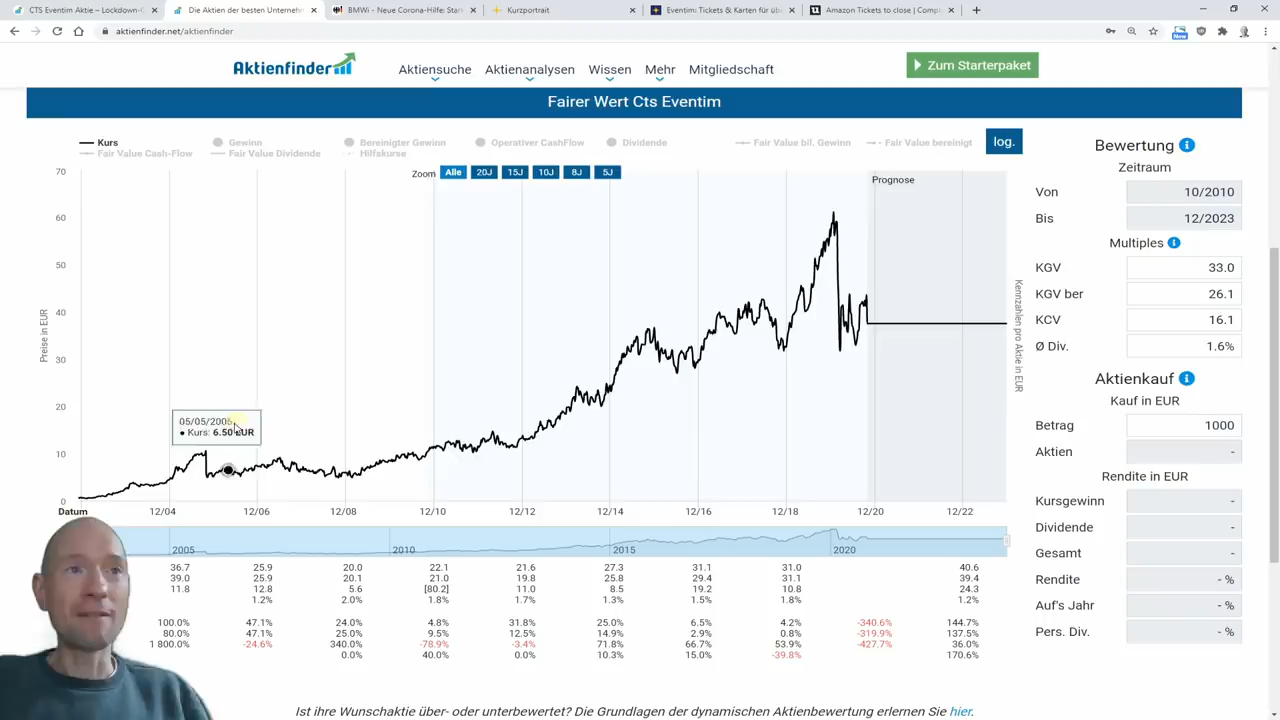 CTS Eventim Aktie – Lockdown-G
Die Aktien der besten Unternehm
BMWi - Neue Corona-Hilfe: Star
Kurzportrait
Eventim: Tickets & Karten für üb
Amazon Tickets to close | Compl
aktienfinder.net/aktienfinder
New
Aktienfinder
Aktiensuche
Aktienanalysen
Wissen
Mehr
Mitgliedschaft
Zum Starterpaket
Fairer Wert Cts Eventim
Kurs
Gewinn
Bereinigter Gewinn
Operativer CashFlow
Dividende
Fair Value bil. Gewinn
Fair Value bereinigt
Fair Value Cash-Flow
Fair Value Dividende
Hilfskurse
log.
Zoom
Alle
20J
15J
10J
8J
5J
Prognose
70
60
50
40
30
20
10
0
Preise in EUR
Kennzahlen pro Aktie in EUR
05/05/2006
● Kurs: 6.50 EUR
Datum
12/04
12/06
12/08
12/10
12/12
12/14
12/16
12/18
12/20
12/22
2005
2010
2015
2020
36.7 25.9 20.0 22.1 21.6 27.3 31.1 31.0 40.6
39.0 25.9 20.1 21.0 19.8 25.8 29.4 31.1 39.4
11.8 12.8 5.6 [80.2] 11.0 8.5 19.2 10.8 24.3
1.2% 2.0% 1.8% 1.7% 1.3% 1.5% 1.8% 1.2%
100.0% 47.1% 24.0% 4.8% 31.8% 25.0% 6.5% 4.2% -340.6% 144.7%
80.0% 47.1% 25.0% 9.5% 12.5% 14.9% 2.9% 0.8% -319.9% 137.5%
1 800.0% -24.6% 340.0% -78.9% -3.4% 71.8% 66.7% 53.9% -427.7% 36.0%
0.0% 40.0% 0.0% 10.3% 15.0% -39.8% 170.6%
Bewertung
Zeitraum
Von 10/2010
Bis 12/2023
Multiples
KGV 33.0
KGV ber 26.1
KCV 16.1
Ø Div. 1.6%
Aktienkauf
Kauf in EUR
Betrag 1000
Aktien -
Rendite in EUR
Kursgewinn -
Dividende -
Gesamt -
Rendite - %
Auf's Jahr - %
Pers. Div. - %
Ist ihre Wunschaktie über- oder unterbewertet? Die Grundlagen der dynamischen Aktienbewertung erlernen Sie hier.